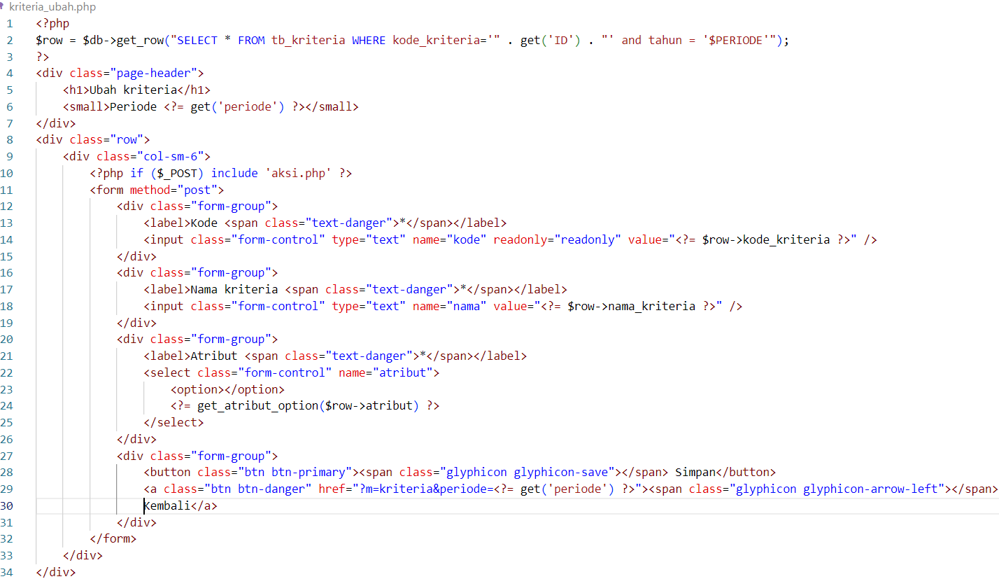 kriteria_ubah.php
1 <?php
2 $row = $db->get_row("SELECT * FROM tb_kriteria WHERE kode_kriteria='" . get('ID') . "' and tahun = '$PERIODE'");
3 ?>
4 <div class="page-header">
5     <h1>Ubah kriteria</h1>
6     <small>Periode <?= get('periode') ?></small>
7 </div>
8 <div class="row">
9     <div class="col-sm-6">
10         <?php if ($_POST) include 'aksi.php' ?>
11         <form method="post">
12             <div class="form-group">
13                 <label>Kode <span class="text-danger">*</span></label>
14                 <input class="form-control" type="text" name="kode" readonly="readonly" value="<?= $row->kode_kriteria ?>" />
15             </div>
16             <div class="form-group">
17                 <label>Nama kriteria <span class="text-danger">*</span></label>
18                 <input class="form-control" type="text" name="nama" value="<?= $row->nama_kriteria ?>" />
19             </div>
20             <div class="form-group">
21                 <label>Atribut <span class="text-danger">*</span></label>
22                 <select class="form-control" name="atribut">
23                     <option></option>
24                     <?= get_atribut_option($row->atribut) ?>
25                 </select>
26             </div>
27             <div class="form-group">
28                 <button class="btn btn-primary"><span class="glyphicon glyphicon-save"></span> Simpan</button>
29                 <a class="btn btn-danger" href="?m=kriteria&periode=<?= get('periode') ?>"><span class="glyphicon glyphicon-arrow-left"></span>
30                 Kembali</a>
31             </div>
32         </form>
33     </div>
34 </div>